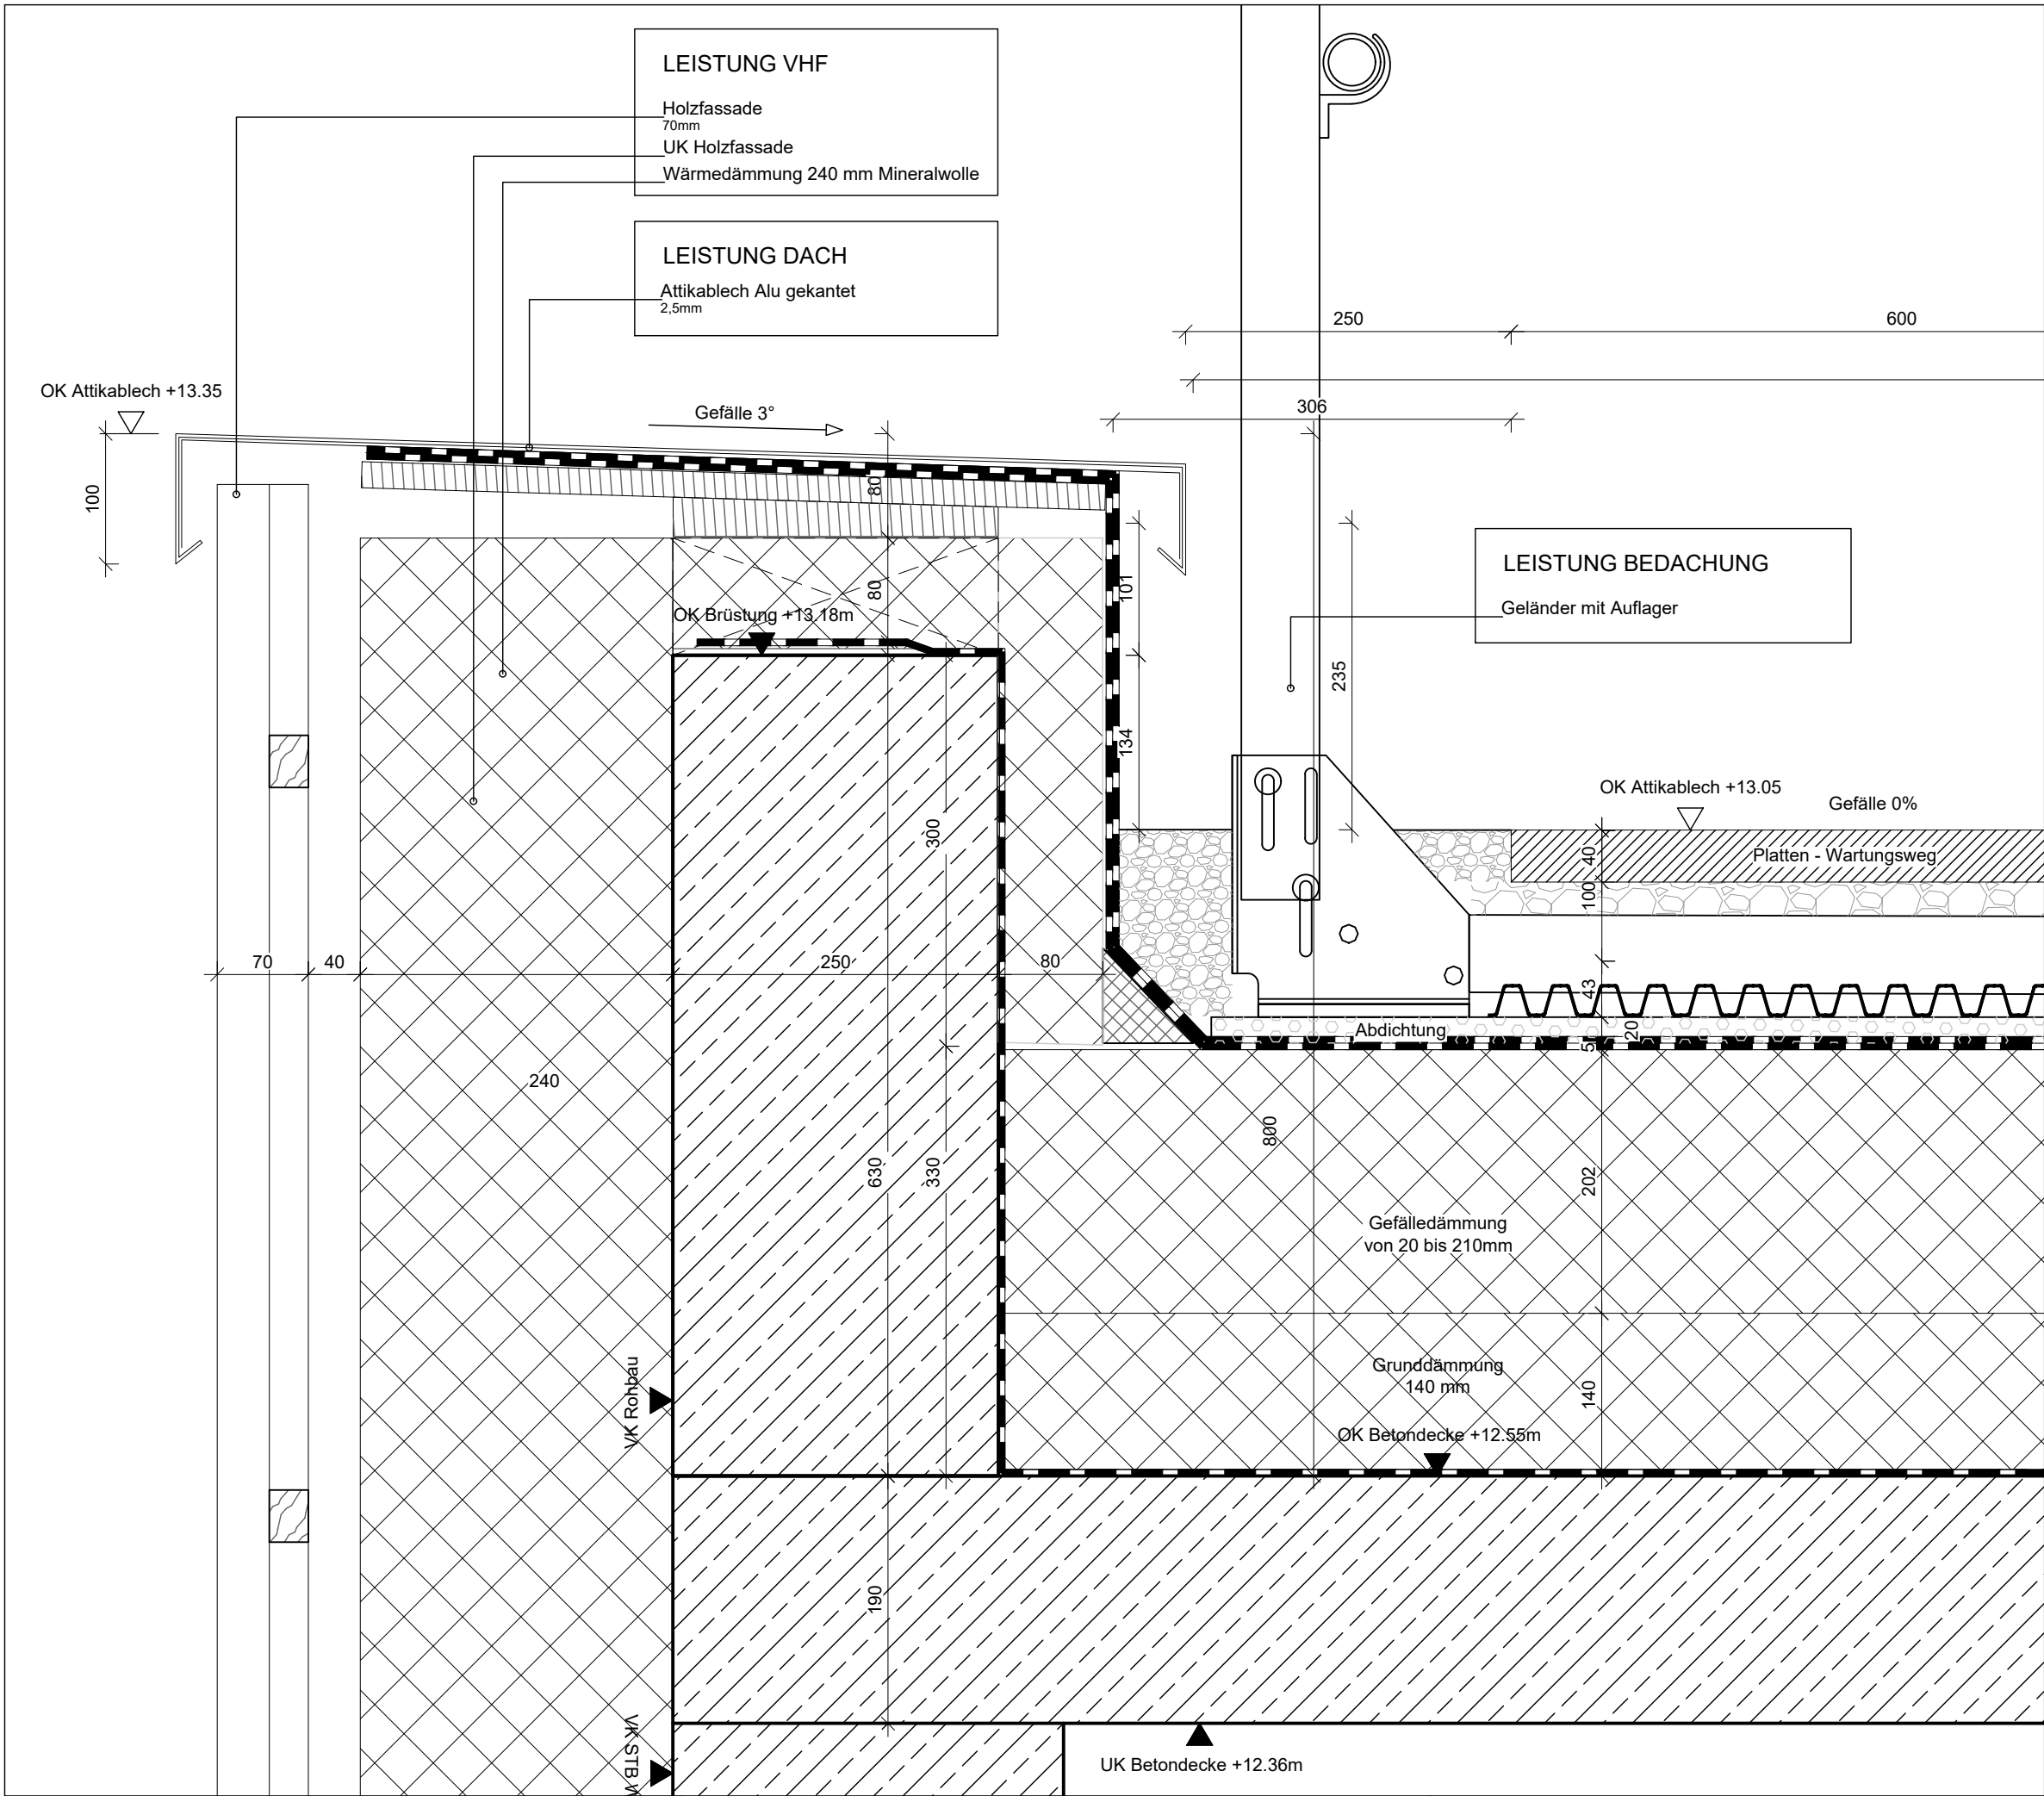 LEISTUNG VHF
Holzfassade
70mm
UK Holzfassade
Wärmedämmung 240 mm Mineralwolle
LEISTUNG DACH
Attikablech Alu gekantet
2,5mm
250
600
OK Attikablech +13.35
Gefälle 3°
306
100
80
LEISTUNG BEDACHUNG
Geländer mit Auflager
80
101
OK Brüstung +13.18m
235
134
OK Attikablech +13.05
Gefälle 0%
300
40
Platten - Wartungsweg
100
70
40
250
80
43
Abdichtung
20
5
240
800
630
330
202
Gefälledämmung
von 20 bis 210mm
Grunddämmung
140 mm
140
VK Rohbau
OK Betondecke +12.55m
190
VK STB
UK Betondecke +12.36m